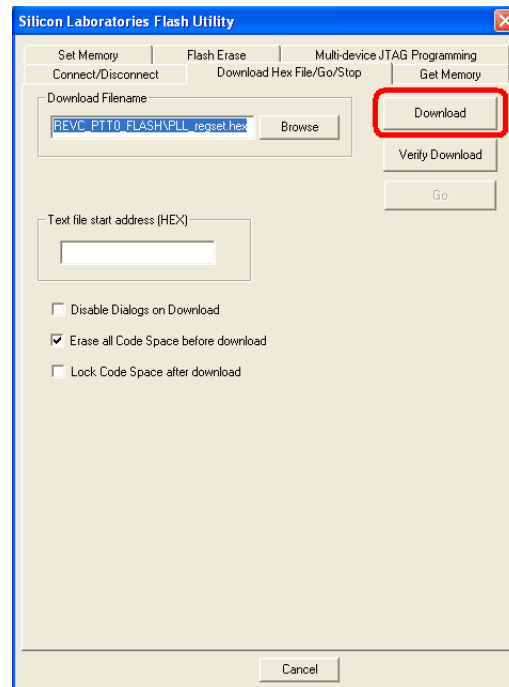 Silicon Laboratories Flash Utility
Set Memory
Flash Erase
Multi-device JTAG Programming
Connect/Disconnect
Download Hex File/Go/Stop
Get Memory
Download Filename
REVC_PTT0_FLASH\PLL_regset.hex
Browse
Download
Verify Download
Go
Text file start address (HEX)
Disable Dialogs on Download
Erase all Code Space before download
Lock Code Space after download
Cancel